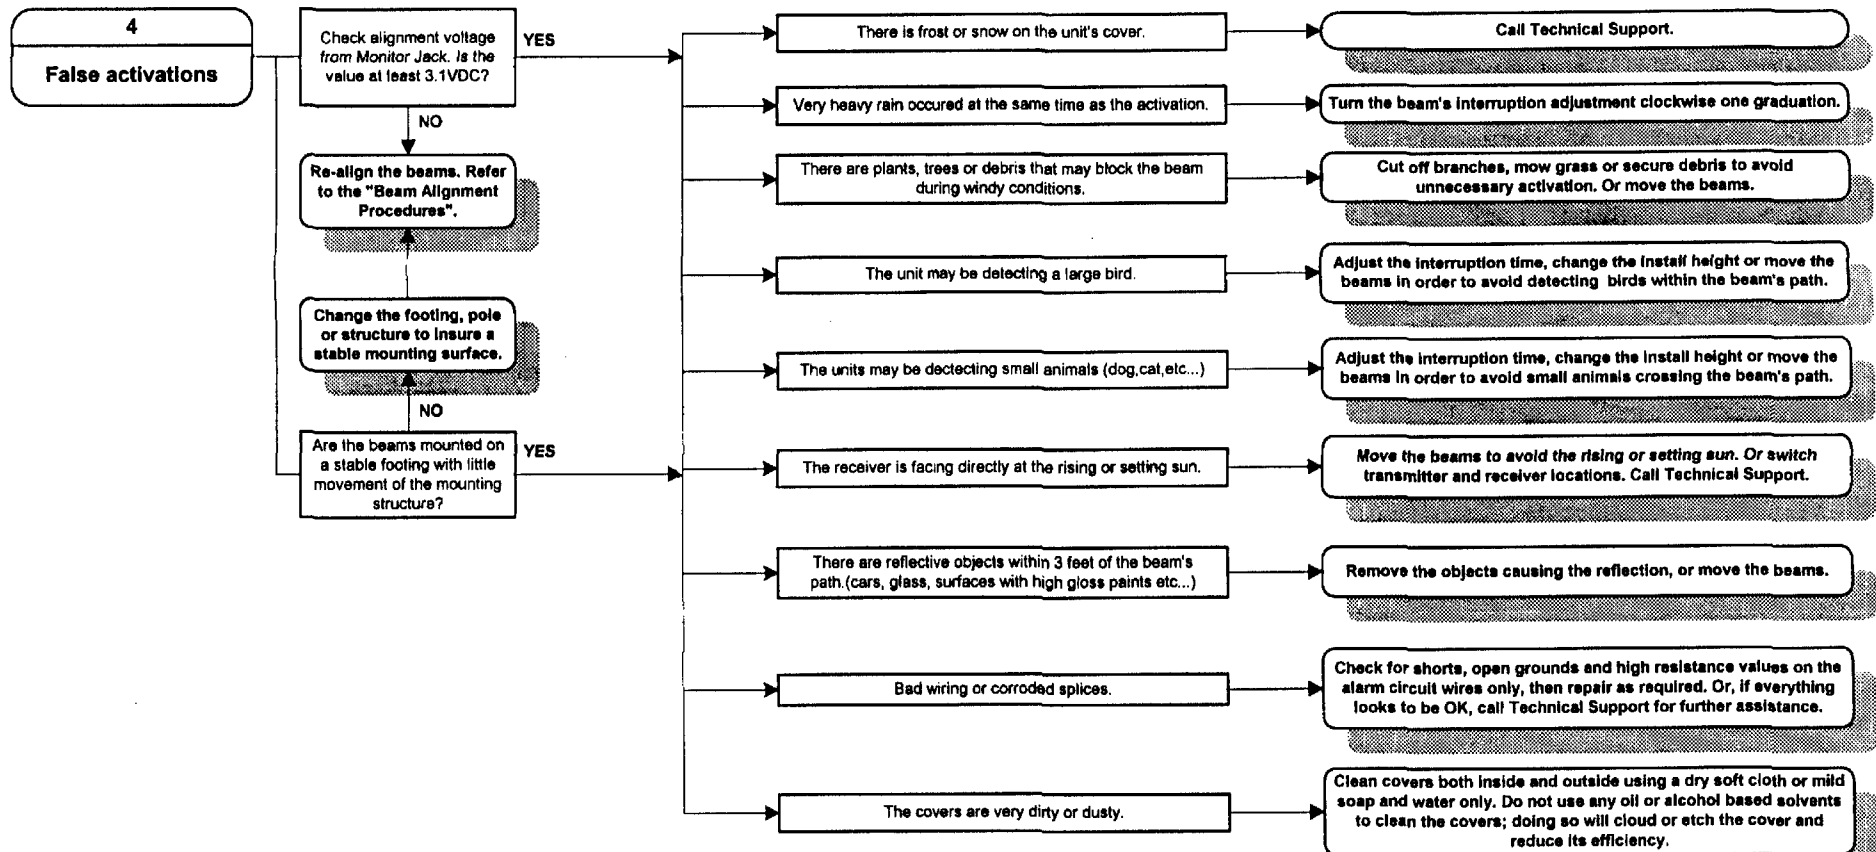 4
False activations
Check alignment voltage
from Monitor Jack. Is the
value at least 3.1VDC?
YES
NO
Re-align the beams. Refer
to the "Beam Alignment
Procedures".
Change the footing, pole
or structure to insure a
stable mounting surface.
NO
Are the beams mounted on
a stable footing with little
movement of the mounting
structure?
YES
There is frost or snow on the unit's cover.
Call Technical Support.
Very heavy rain occured at the same time as the activation.
Turn the beam's interruption adjustment clockwise one graduation.
There are plants, trees or debris that may block the beam
during windy conditions.
Cut off branches, mow grass or secure debris to avoid
unnecessary activation. Or move the beams.
The unit may be detecting a large bird.
Adjust the interruption time, change the install height or move the
beams in order to avoid detecting birds within the beam's path.
The units may be dectecting small animals (dog,cat,etc...)
Adjust the interruption time, change the install height or move the
beams in order to avoid small animals crossing the beam's path.
The receiver is facing directly at the rising or setting sun.
Move the beams to avoid the rising or setting sun. Or switch
transmitter and receiver locations. Call Technical Support.
There are reflective objects within 3 feet of the beam's
path.(cars, glass, surfaces with high gloss paints etc...)
Remove the objects causing the reflection, or move the beams.
Bad wiring or corroded splices.
Check for shorts, open grounds and high resistance values on the
alarm circuit wires only, then repair as required. Or, if everything
looks to be OK, call Technical Support for further assistance.
The covers are very dirty or dusty.
Clean covers both inside and outside using a dry soft cloth or mild
soap and water only. Do not use any oil or alcohol based solvents
to clean the covers; doing so will cloud or etch the cover and
reduce its efficiency.